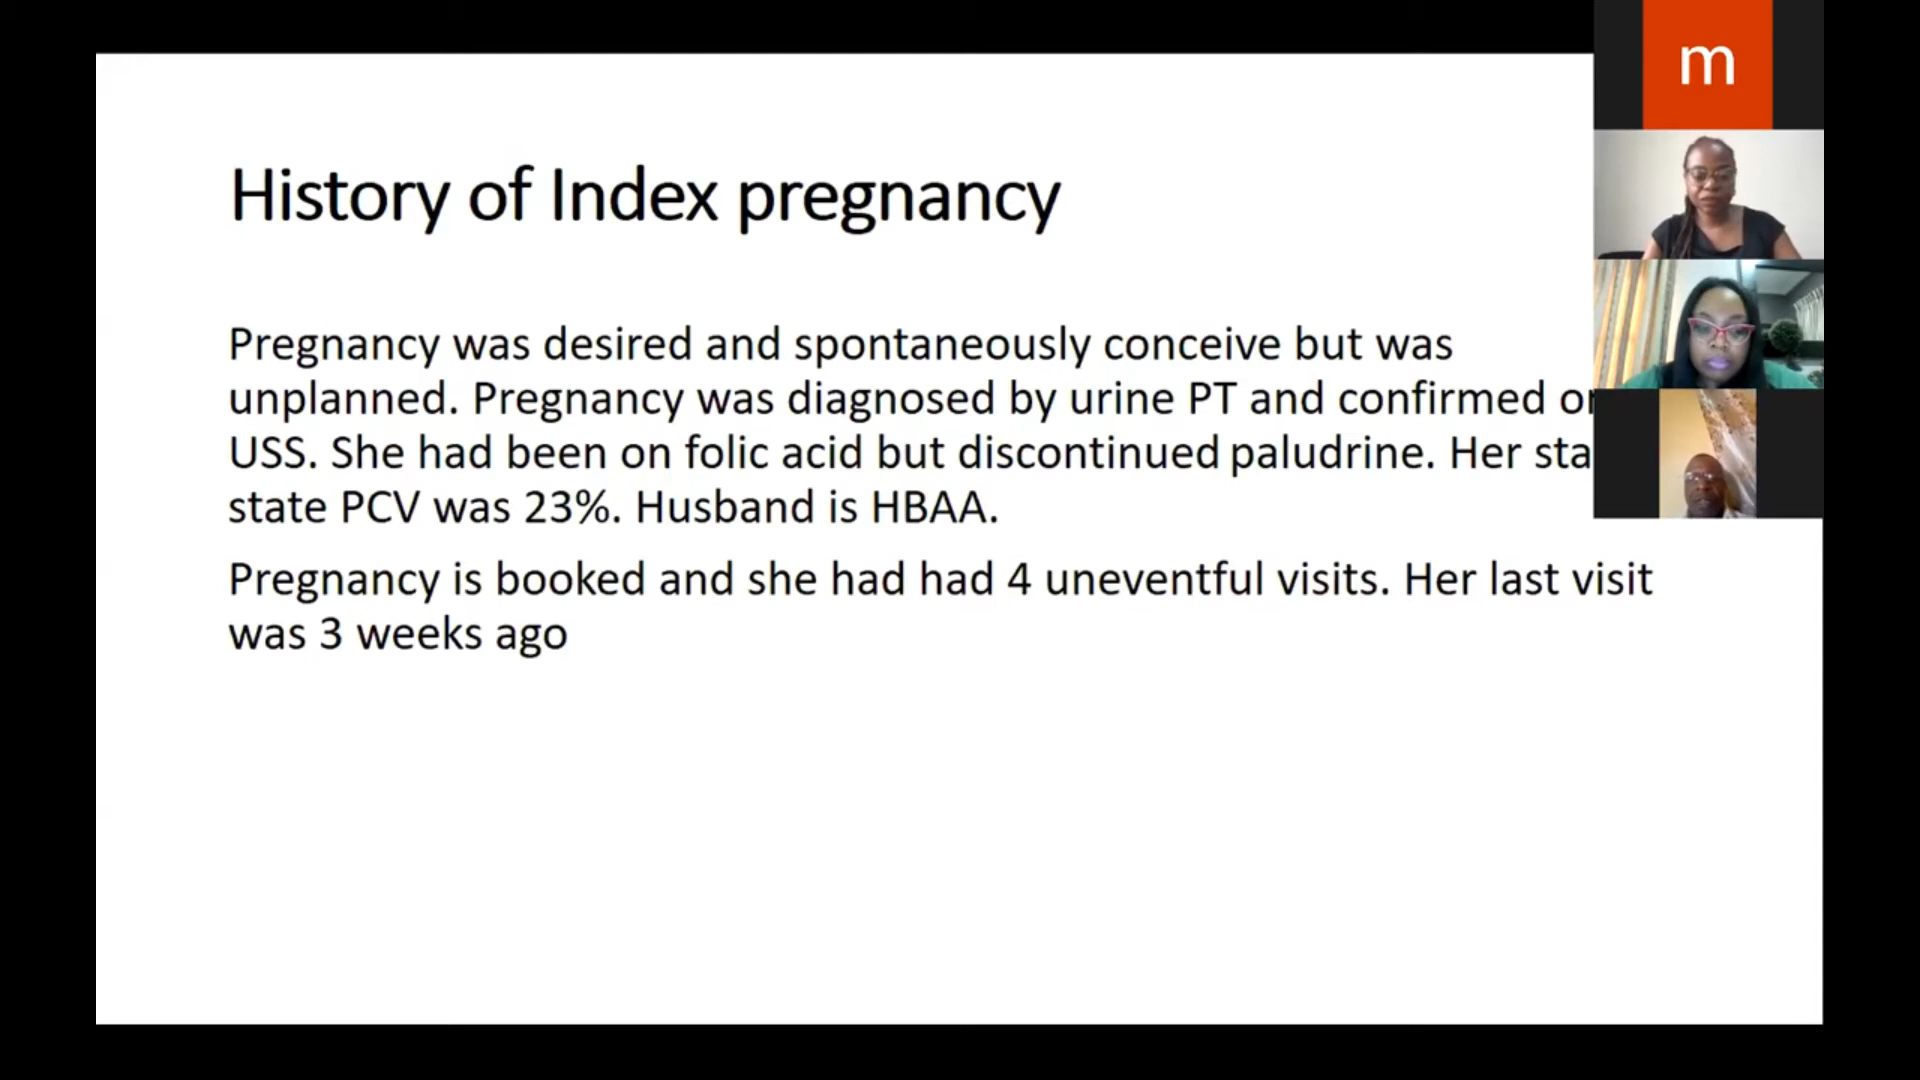 m
History of Index pregnancy
Pregnancy was desired and spontaneously conceive but was
unplanned. Pregnancy was diagnosed by urine PT and confirmed
USS. She had been on folic acid but discontinued paludrine. Her
state PCV was 23%. Husband is HBAA.
Pregnancy is booked and she had had 4 uneventful visits. Her last visit
was 3 weeks ago